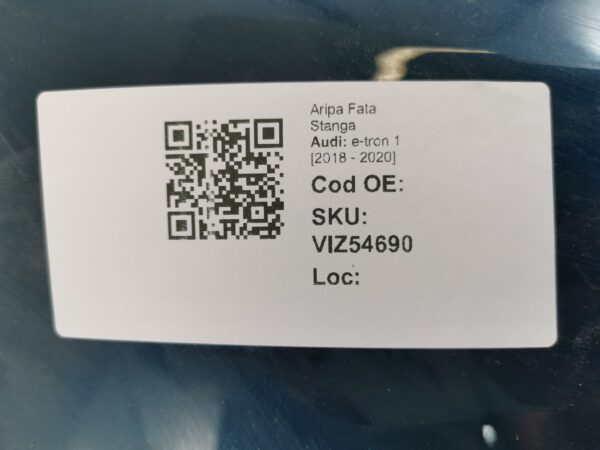 Aripa Fata
Stanga
Audi: e-tron 1
[2018 - 2020]
Cod OE:
SKU:
VIZ54690
Loc: